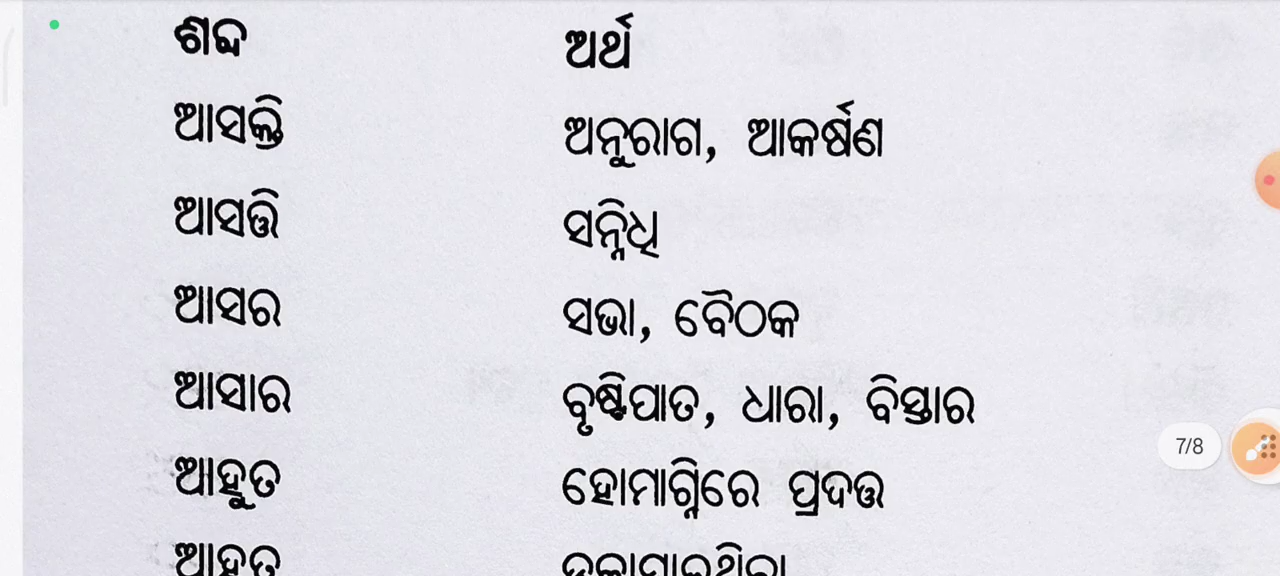 ଶବ୍ଦ ଅର୍ଥ
ଆସକ୍ତି ଅନୁରାଗ, ଆକର୍ଷଣ
ଆସତ୍ତି ସନ୍ନିଧି
ଆସର ସଭା, ବୈଠକ
ଆସାର ବୃଷ୍ଟିପାତ, ଧାରା, ବିସ୍ତାର
ଆହୁତ ହୋମାଗ୍ନିରେ ପ୍ରଦତ୍ତ
7/8